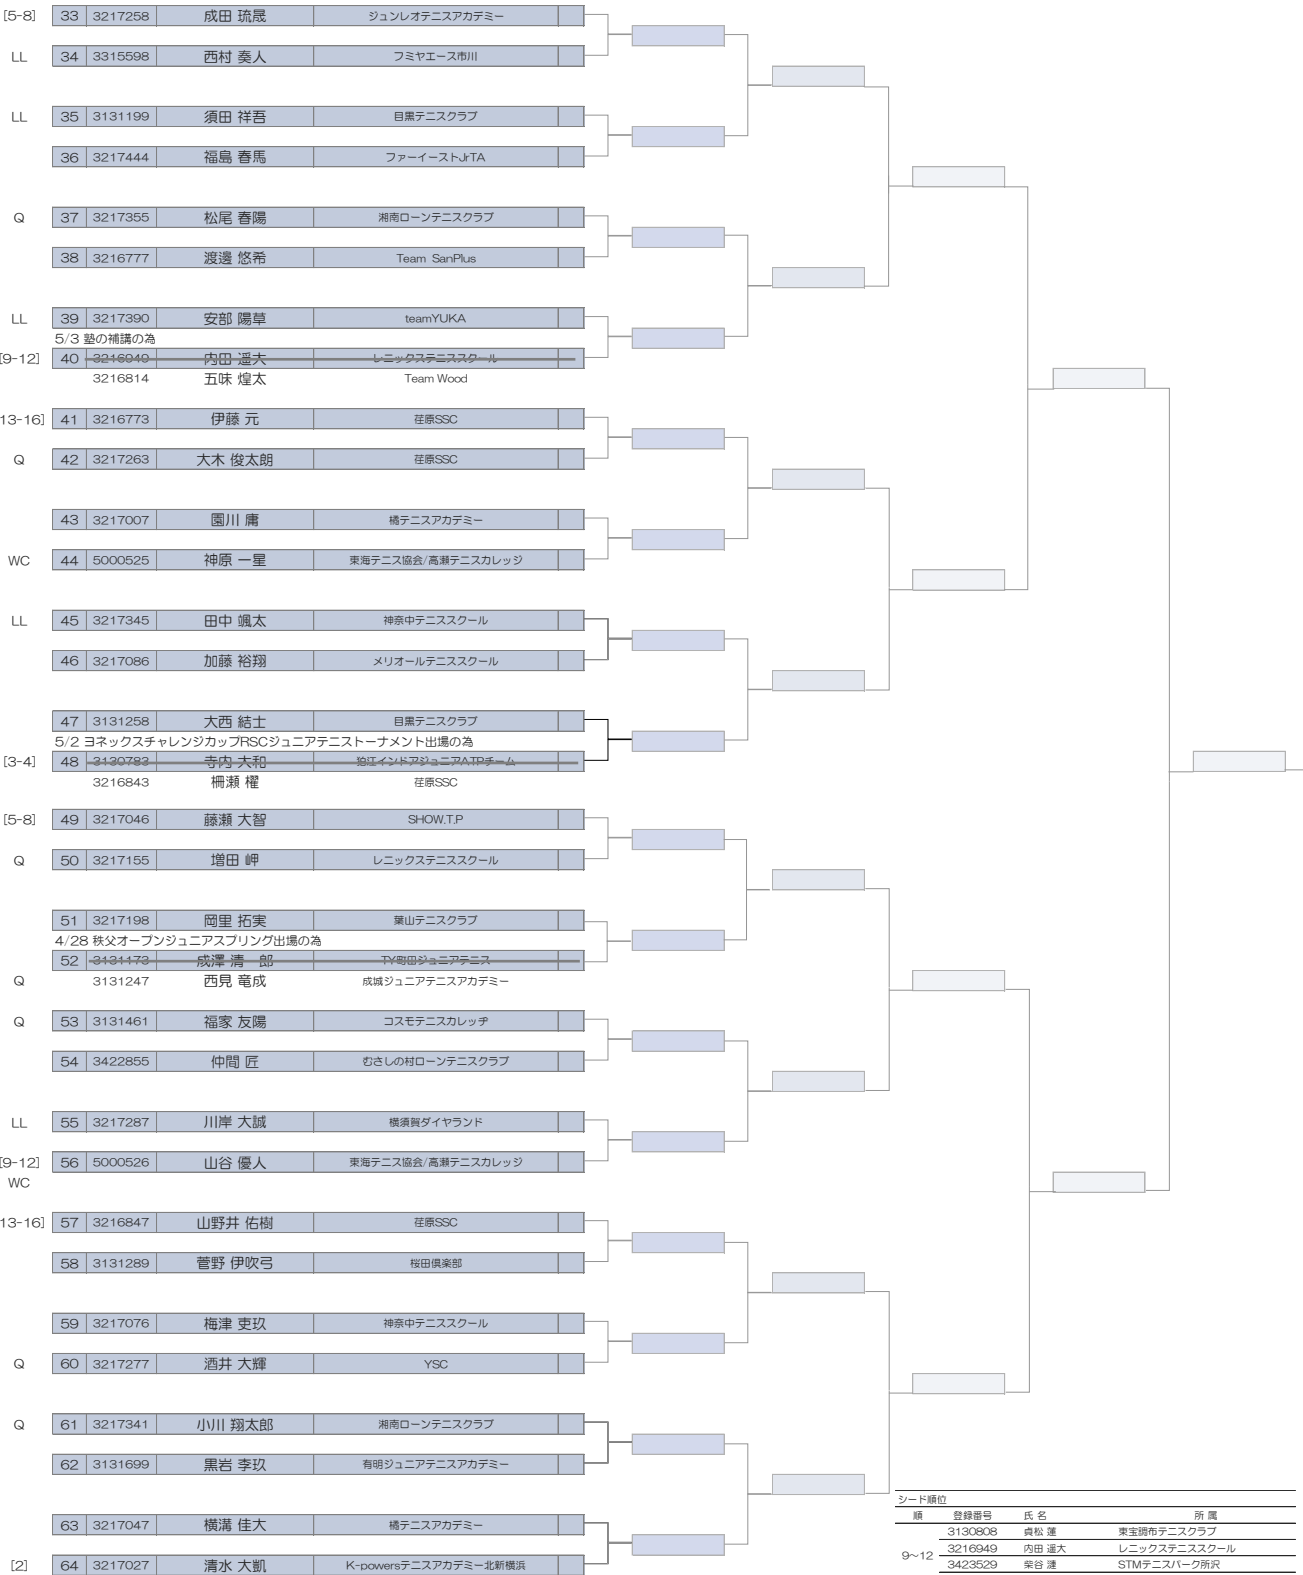 [5-8] 33 3217258 成田 琉晟 ジュンレオテニスアカデミー
LL 34 3315598 西村 奏人 フミヤエース市川
LL 35 3131199 須田 祥吾 目黒テニスクラブ
36 3217444 福島 春馬 ファーイーストJrTA
Q 37 3217355 松尾 春陽 湘南ローンテニスクラブ
38 3216777 渡邉 悠希 Team SanPlus
LL 39 3217390 安部 陽草 teamYUKA
5/3 塾の補講の為
[9-12] 40 3216949 内田 遥大 レニックステニススクール
3216814 五味 煌太 Team Wood
13-16] 41 3216773 伊藤 元 荏原SSC
Q 42 3217263 大木 俊太朗 荏原SSC
43 3217007 園川 庸 橘テニスアカデミー
WC 44 5000525 神原 一星 東海テニス協会/高瀬テニスカレッジ
LL 45 3217345 田中 颯太 神奈中テニススクール
46 3217086 加藤 裕翔 メリオールテニススクール
47 3131258 大西 結士 目黒テニスクラブ
5/2 ヨネックスチャレンジカップRSCジュニアテニストーナメント出場の為
[3-4] 48 3130783 寺内 大和 狛江インドアジュニアATPチーム
3216843 柵瀬 櫂 荏原SSC
[5-8] 49 3217046 藤瀬 大智 SHOW.T.P
Q 50 3217155 増田 岬 レニックステニススクール
51 3217198 岡里 拓実 葉山テニスクラブ
4/28 秩父オープンジュニアスプリング出場の為
52 3131173 成澤 清一郎 TY町田ジュニアテニス
Q 3131247 西見 竜成 成城ジュニアテニスアカデミー
Q 53 3131461 福家 友陽 コスモテニスカレッヂ
54 3422855 仲間 匠 むさしの村ローンテニスクラブ
LL 55 3217287 川岸 大誠 横須賀ダイヤランド
[9-12] 56 5000526 山谷 優人 東海テニス協会/高瀬テニスカレッジ
WC
13-16] 57 3216847 山野井 佑樹 荏原SSC
58 3131289 菅野 伊吹弓 桜田倶楽部
59 3217076 梅津 吏玖 神奈中テニススクール
Q 60 3217277 酒井 大輝 YSC
Q 61 3217341 小川 翔太郎 湘南ローンテニスクラブ
62 3131699 黒岩 李玖 有明ジュニアテニスアカデミー
63 3217047 横溝 佳大 橘テニスアカデミー
[2] 64 3217027 清水 大凱 K-powersテニスアカデミー北新横浜
シード順位
順 登録番号 氏 名 所 属
3130808 貞松 蓮 東宝調布テニスクラブ
9〜12 3216949 内田 遥大 レニックステニススクール
3423529 柴谷 漣 STMテニスパーク所沢